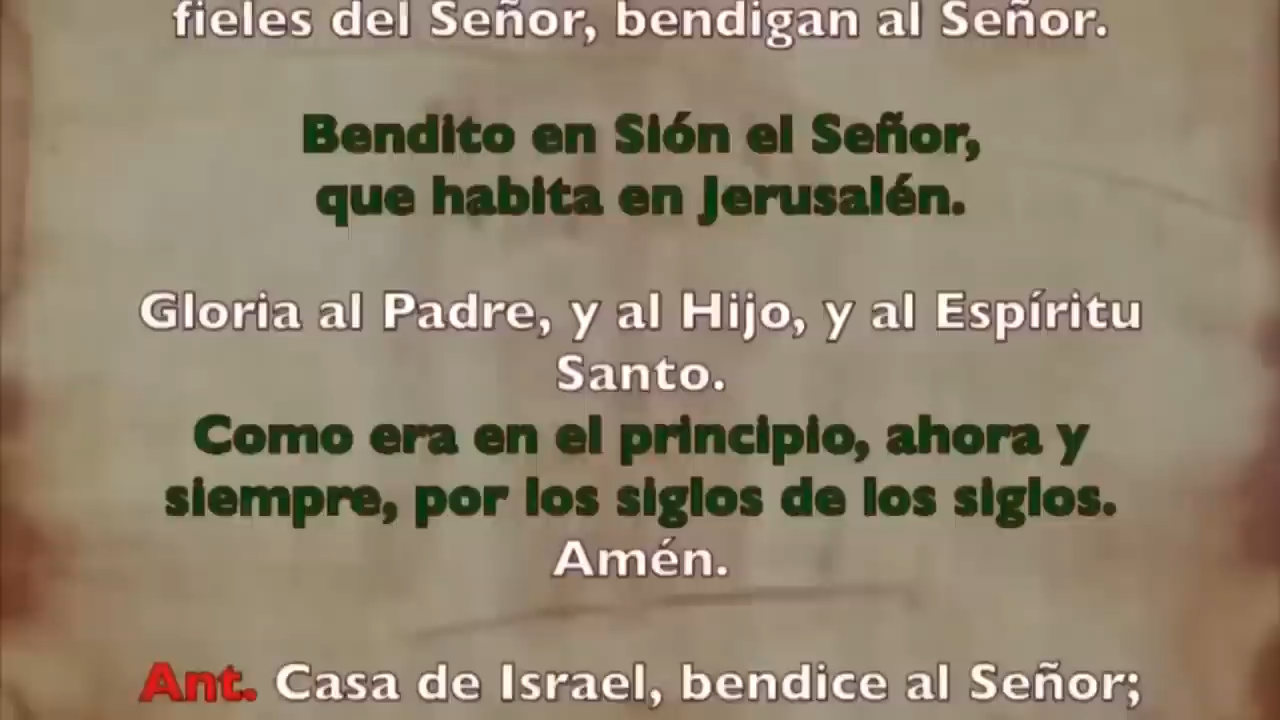 fieles del Señor, bendigan al Señor.
Bendito en Sión el Señor,
que habita en Jerusalén.
Gloria al Padre, y al Hijo, y al Espíritu
Santo.
Como era en el principio, ahora y
siempre, por los siglos de los siglos.
Amén.
Ant. Casa de Israel, bendice al Señor;